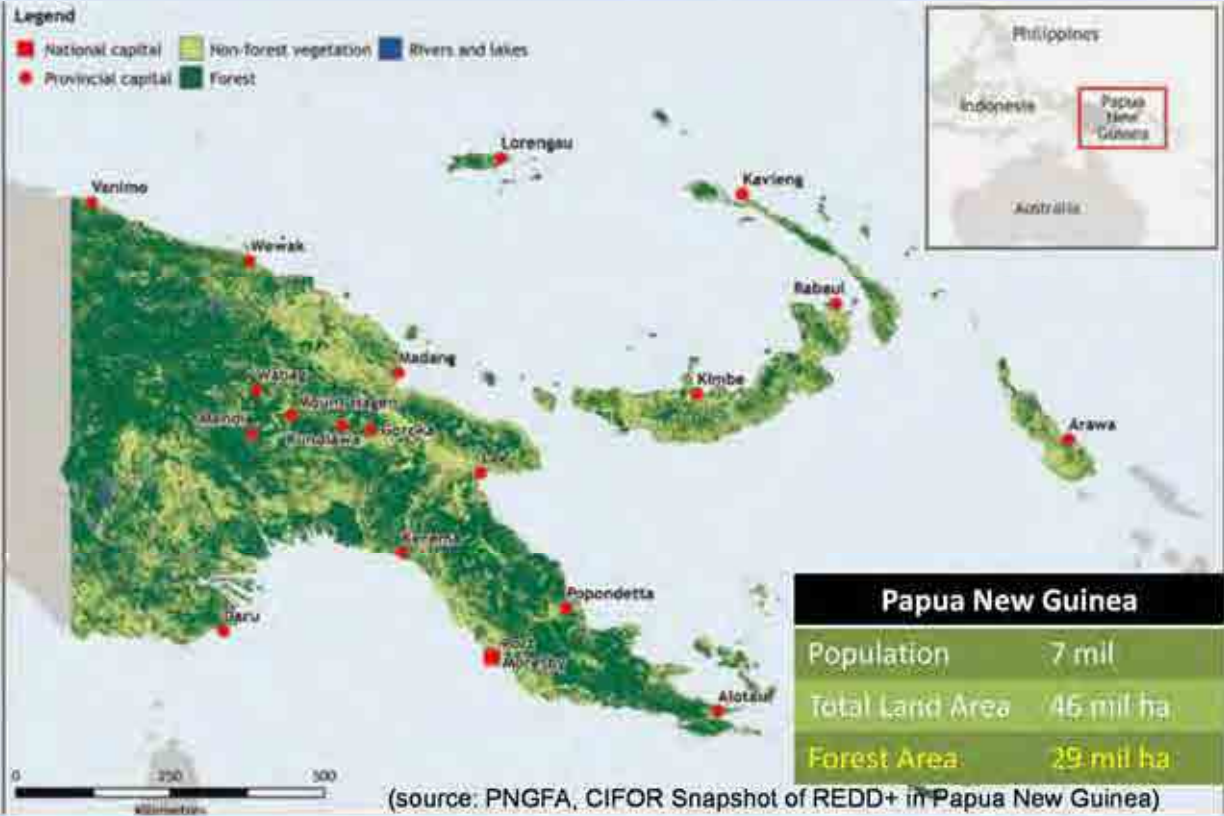 Legend
National capital
Non-forest vegetation
Rivers and lakes
Provincial capital
Forest
Philippines
Indonesia
Papua
New
Guinea
Australia
Lorengau
Vanimo
Kavieng
Wewak
Rabaul
Madang
Kimbe
Wabag
Mount Hagen
Mendi
Kundiawa
Goroka
Arawa
Lae
Kerema
Popondetta
Daru
Port
Moresby
Alotau
Papua New Guinea
Population 7 mil
Total Land Area 46 mil ha
Forest Area 29 mil ha
0 250 500
Kilometers
(source: PNGFA, CIFOR Snapshot of REDD+ in Papua New Guinea)